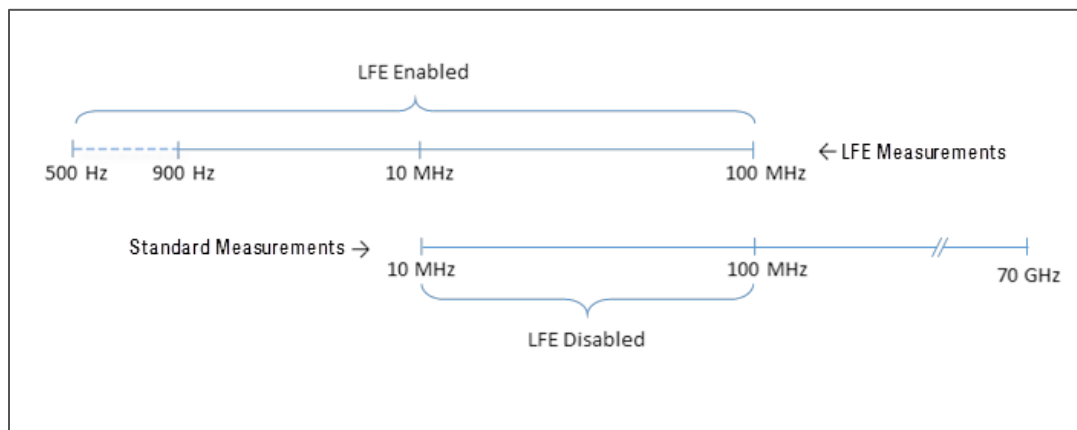 LFE Enabled
500 Hz 900 Hz 10 MHz 100 MHz
← LFE Measurements
Standard Measurements →
10 MHz 100 MHz 70 GHz
LFE Disabled